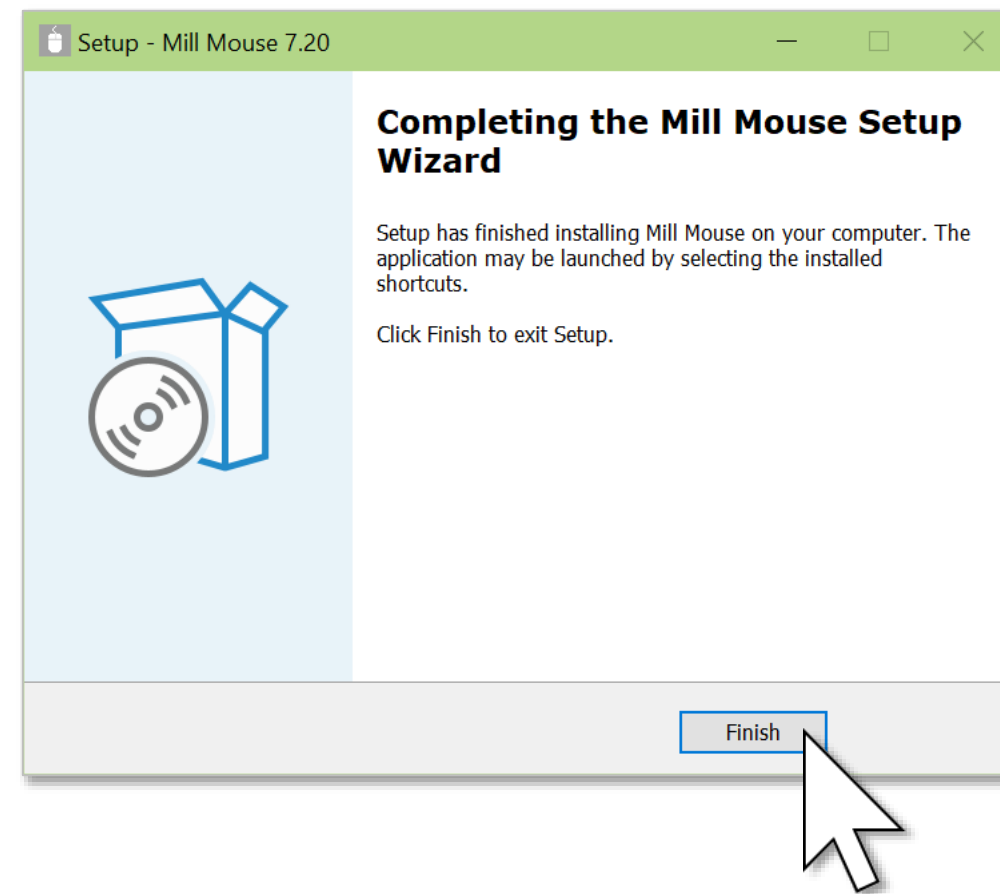 Setup - Mill Mouse 7.20
Completing the Mill Mouse Setup
Wizard
Setup has finished installing Mill Mouse on your computer. The
application may be launched by selecting the installed
shortcuts.
Click Finish to exit Setup.
Finish